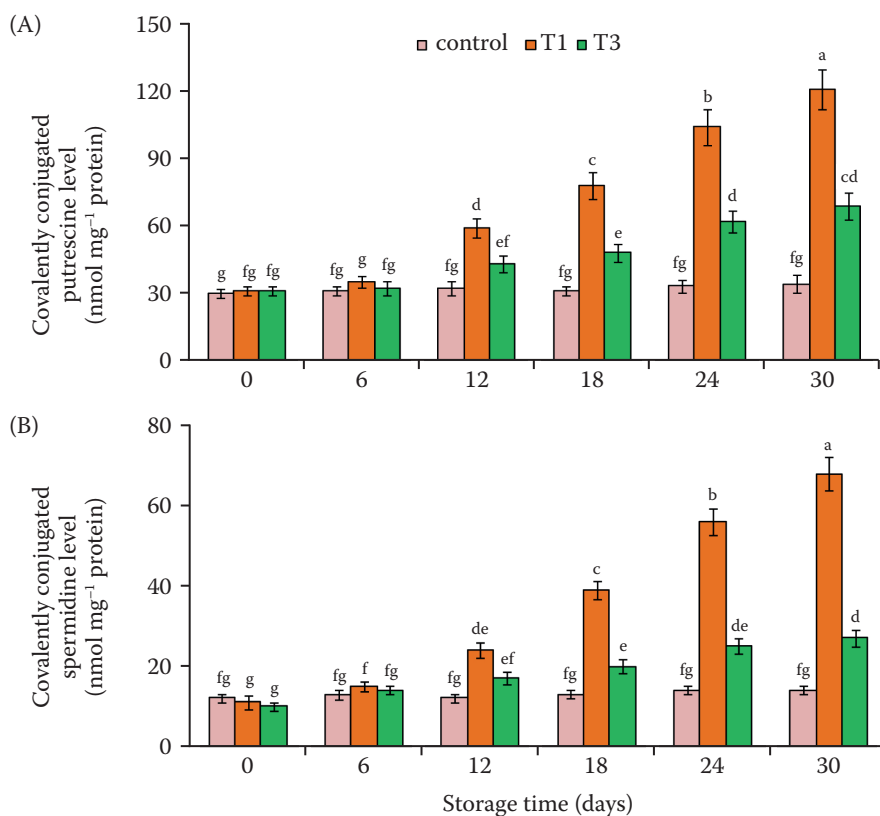 (A)
150
control T1 T3
a
120
b
90
c
cd
d
d
60
e
ef
fg
g
fg fg
fg
fg
fg
fg
fg
g
30
0
0 6 12 18 24 30
Covalently conjugated
putrescine level
(nmol mg⁻¹ protein)
(B)
80
a
b
60
c
40
de
de
d
e
ef
fg
g
g
fg
f
fg
fg
fg
fg
fg
20
0
0 6 12 18 24 30
Covalently conjugated
spermidine level
(nmol mg⁻¹ protein)
Storage time (days)